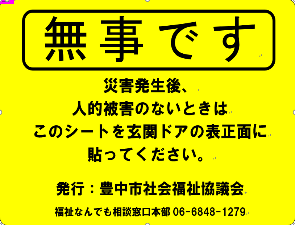 無事です
災害発生後、
人的被害のないときは
このシートを玄関ドアの表正面に
貼ってください。
発行：豊中市社会福祉協議会
福祉なんでも相談窓口本部 06-6848-1279